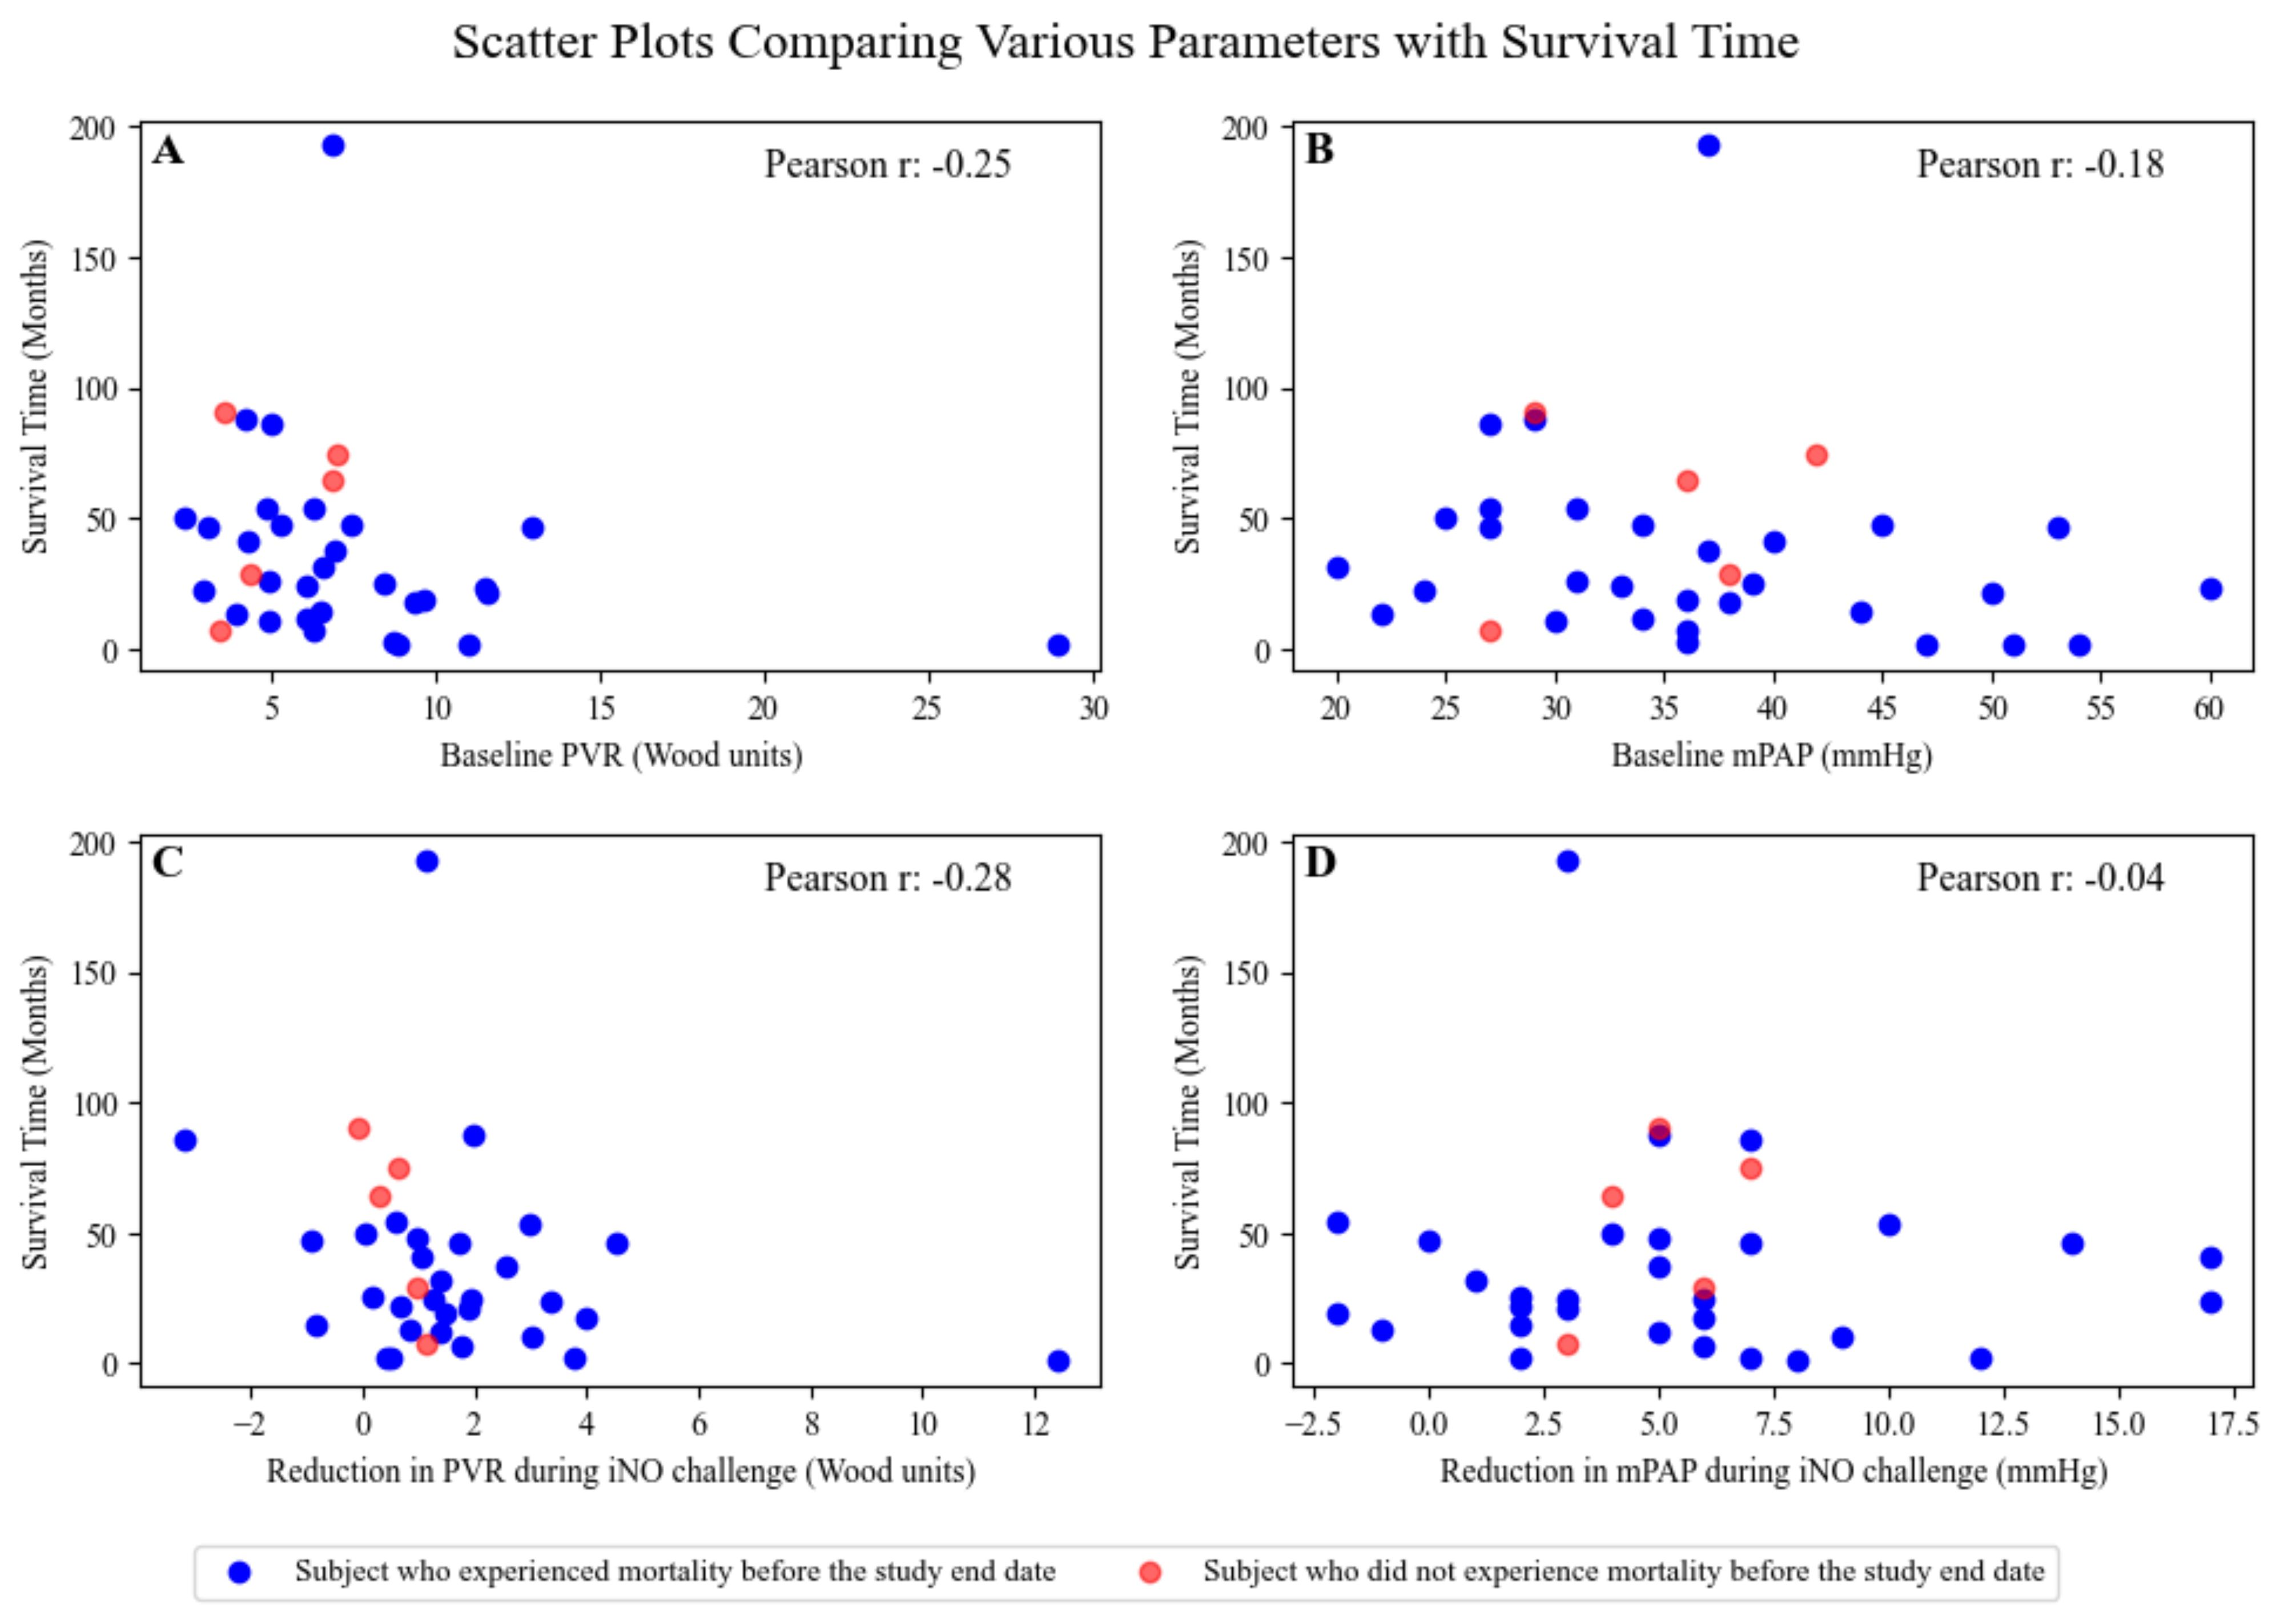 Scatter Plots Comparing Various Parameters with Survival Time
A
Pearson r: -0.25
200
150
100
50
0
Survival Time (Months)
5 10 15 20 25 30
Baseline PVR (Wood units)
B
Pearson r: -0.18
200
150
100
50
0
Survival Time (Months)
20 25 30 35 40 45 50 55 60
Baseline mPAP (mmHg)
C
Pearson r: -0.28
200
150
100
50
0
Survival Time (Months)
−2 0 2 4 6 8 10 12
Reduction in PVR during iNO challenge (Wood units)
D
Pearson r: -0.04
200
150
100
50
0
Survival Time (Months)
−2.5 0.0 2.5 5.0 7.5 10.0 12.5 15.0 17.5
Reduction in mPAP during iNO challenge (mmHg)
Subject who experienced mortality before the study end date
Subject who did not experience mortality before the study end date